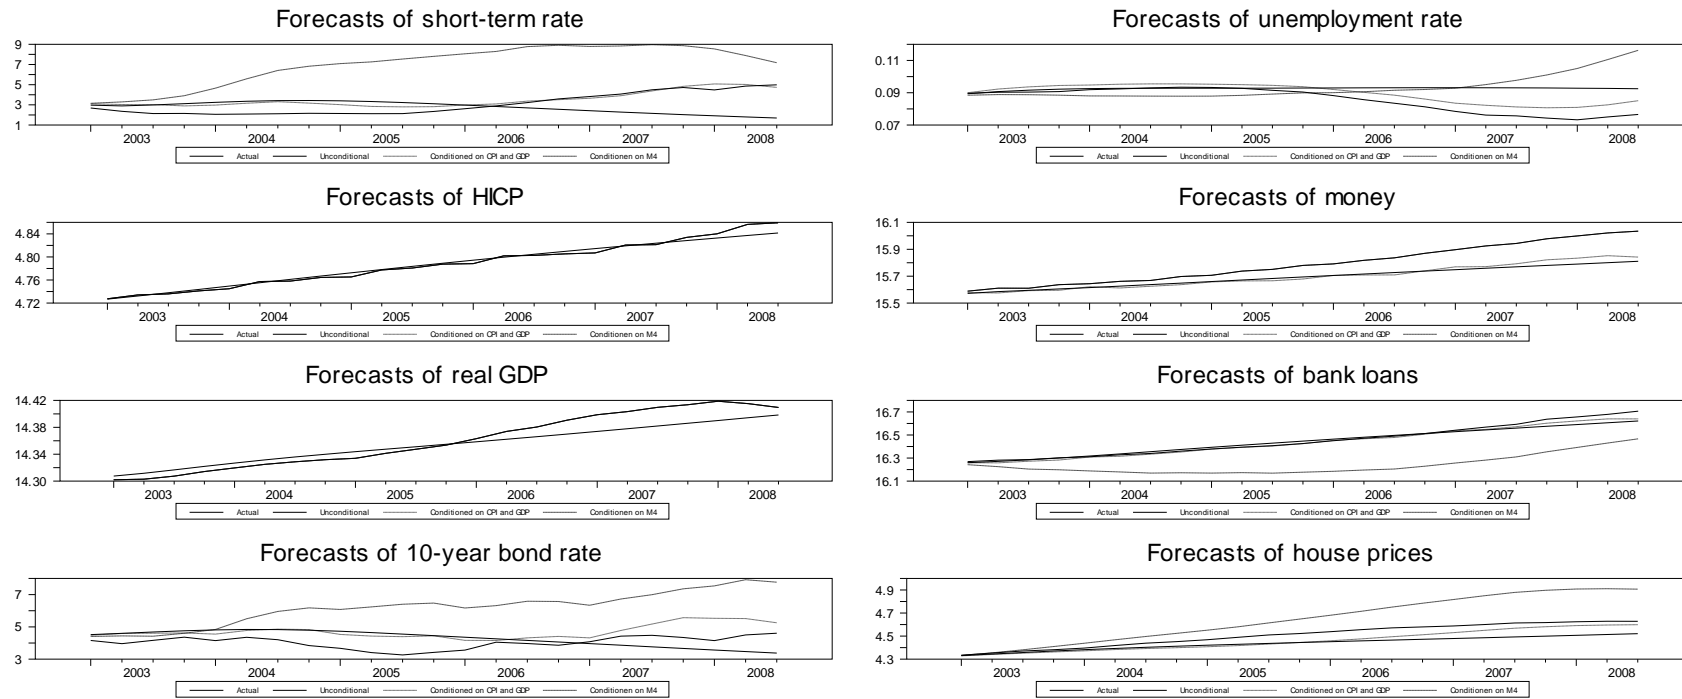 Forecasts of short-term rate
9
7
5
3
1
2003 2004 2005 2006 2007 2008
Actual Unconditional Conditioned on CPI and GDP Conditionen on M4
Forecasts of HICP
4.84
4.80
4.76
4.72
2003 2004 2005 2006 2007 2008
Actual Unconditional Conditioned on CPI and GDP Conditionen on M4
Forecasts of real GDP
14.42
14.38
14.34
14.30
2003 2004 2005 2006 2007 2008
Actual Unconditional Conditioned on CPI and GDP Conditionen on M4
Forecasts of 10-year bond rate
7
5
3
2003 2004 2005 2006 2007 2008
Actual Unconditional Conditioned on CPI and GDP Conditionen on M4
Forecasts of unemployment rate
0.11
0.09
0.07
2003 2004 2005 2006 2007 2008
Actual Unconditional Conditioned on CPI and GDP Conditionen on M4
Forecasts of money
16.1
15.9
15.7
15.5
2003 2004 2005 2006 2007 2008
Actual Unconditional Conditioned on CPI and GDP Conditionen on M4
Forecasts of bank loans
16.7
16.5
16.3
16.1
2003 2004 2005 2006 2007 2008
Actual Unconditional Conditioned on CPI and GDP Conditionen on M4
Forecasts of house prices
4.9
4.7
4.5
4.3
2003 2004 2005 2006 2007 2008
Actual Unconditional Conditioned on CPI and GDP Conditionen on M4